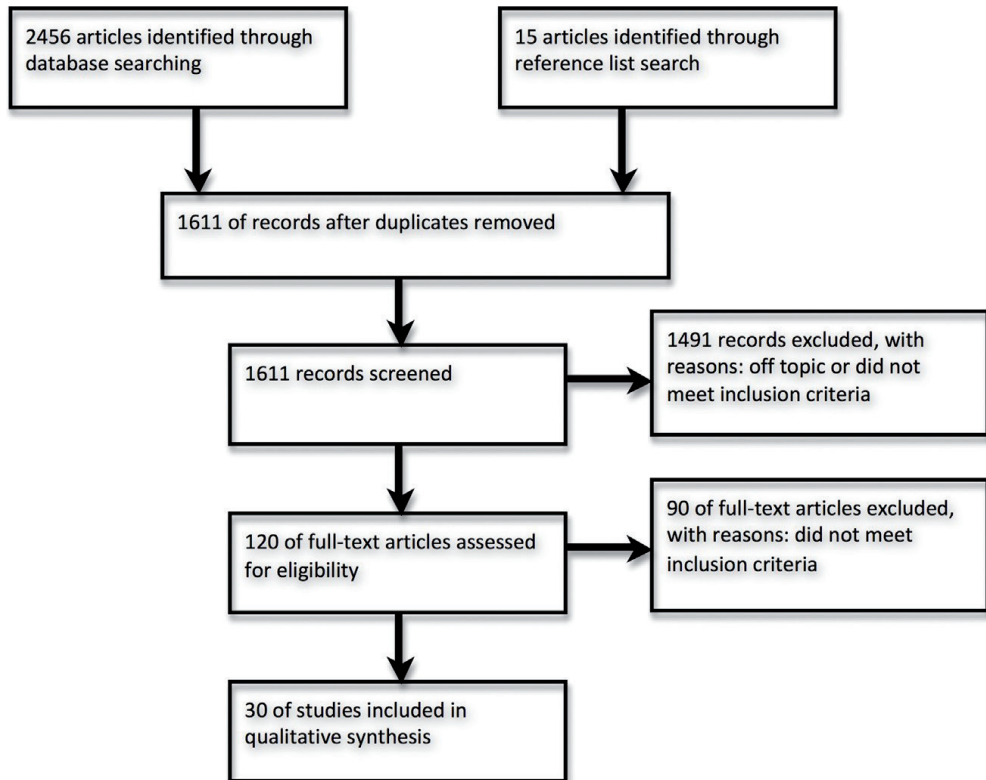 2456 articles identified through
database searching
15 articles identified through
reference list search
1611 of records after duplicates removed
1611 records screened
1491 records excluded, with
reasons: off topic or did not
meet inclusion criteria
120 of full-text articles assessed
for eligibility
90 of full-text articles excluded,
with reasons: did not meet
inclusion criteria
30 of studies included in
qualitative synthesis